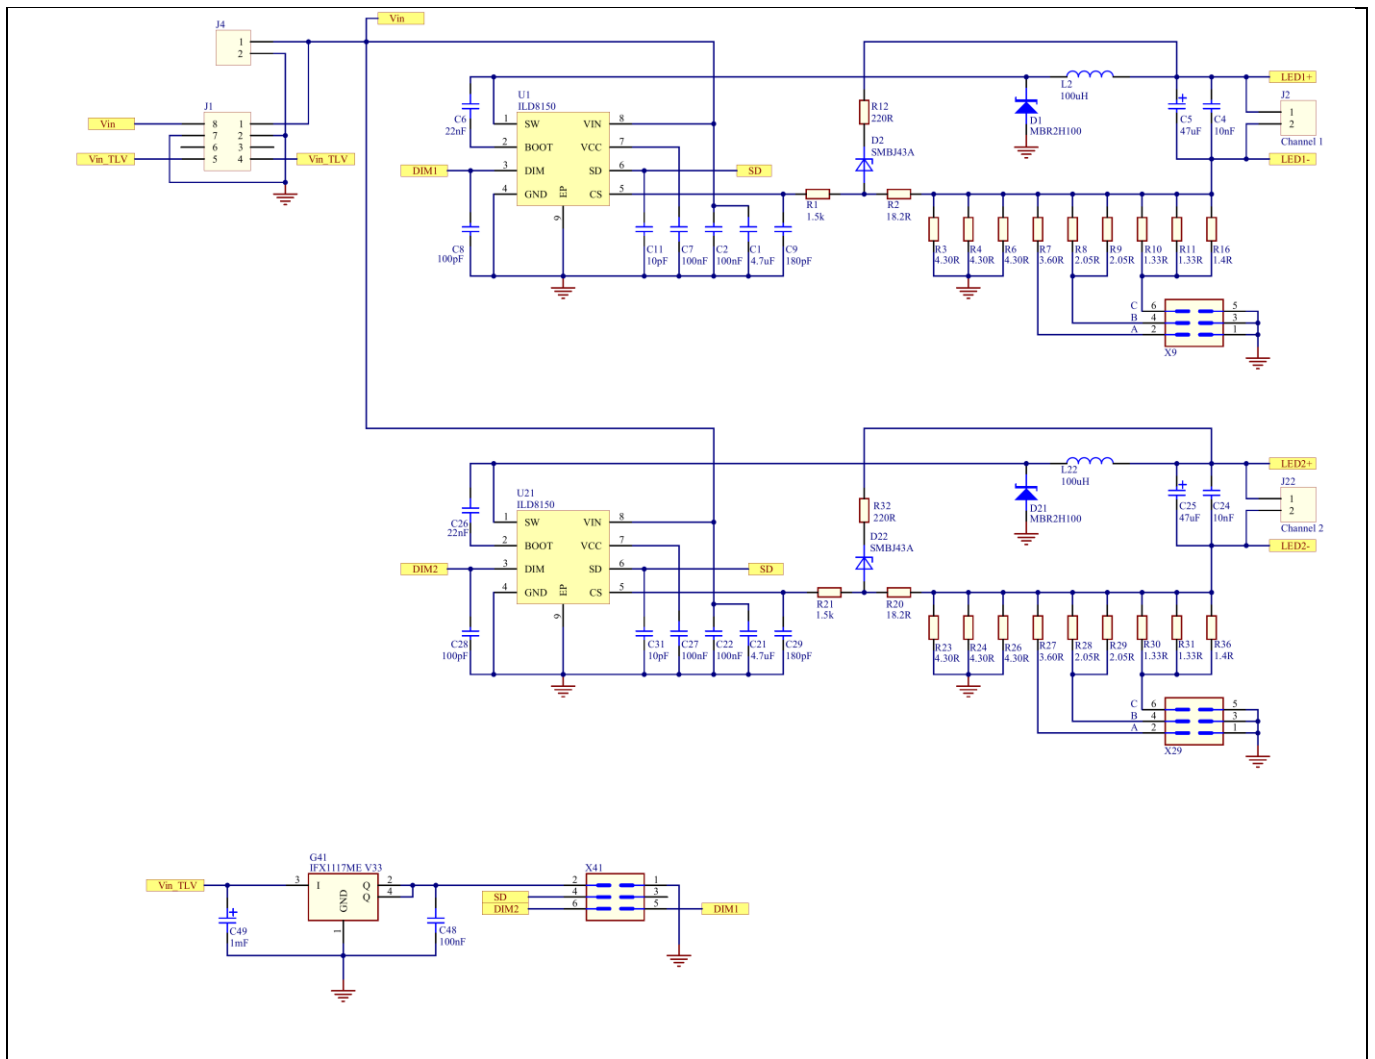 Vin
J4
1
2
J1
Vin
8 1
7 2
6 3
Vin_TLV 5 4 Vin_TLV
U1
ILD8150
C6
22nF
1 SW VIN 8
2 BOOT VCC 7
DIM1 3 DIM SD 6 SD
4 GND EP CS 5
9
C8
100pF
C11
10pF
C7
100nF
C2
100nF
C1
4.7uF
C9
180pF
R12
220R
D2
SMBJ43A
R1
1.5k
R2
18.2R
D1
MBR2H100
L2
100uH
C5
47uF
C4
10nF
LED1+
J2
1
2
Channel 1
LED1-
R3
4.30R
R4
4.30R
R6
4.30R
R7
3.60R
R8
2.05R
R9
2.05R
R10
1.33R
R11
1.33R
R16
1.4R
C 6 5
B 4 3
A 2 1
X9
U21
ILD8150
C26
22nF
1 SW VIN 8
2 BOOT VCC 7
DIM2 3 DIM SD 6 SD
4 GND EP CS 5
9
C28
100pF
C31
10pF
C27
100nF
C22
100nF
C21
4.7uF
C29
180pF
R32
220R
D22
SMBJ43A
R21
1.5k
R20
18.2R
D21
MBR2H100
L22
100uH
C25
47uF
C24
10nF
LED2+
J22
1
2
Channel 2
LED2-
R23
4.30R
R24
4.30R
R26
4.30R
R27
3.60R
R28
2.05R
R29
2.05R
R30
1.33R
R31
1.33R
R36
1.4R
C 6 5
B 4 3
A 2 1
X29
G41
IFX1117ME V33
Vin_TLV 3 I Q 2
Q 4
GND
1
C49
1mF
C48
100nF
X41
2 1
SD 4 3
DIM2 6 5 DIM1